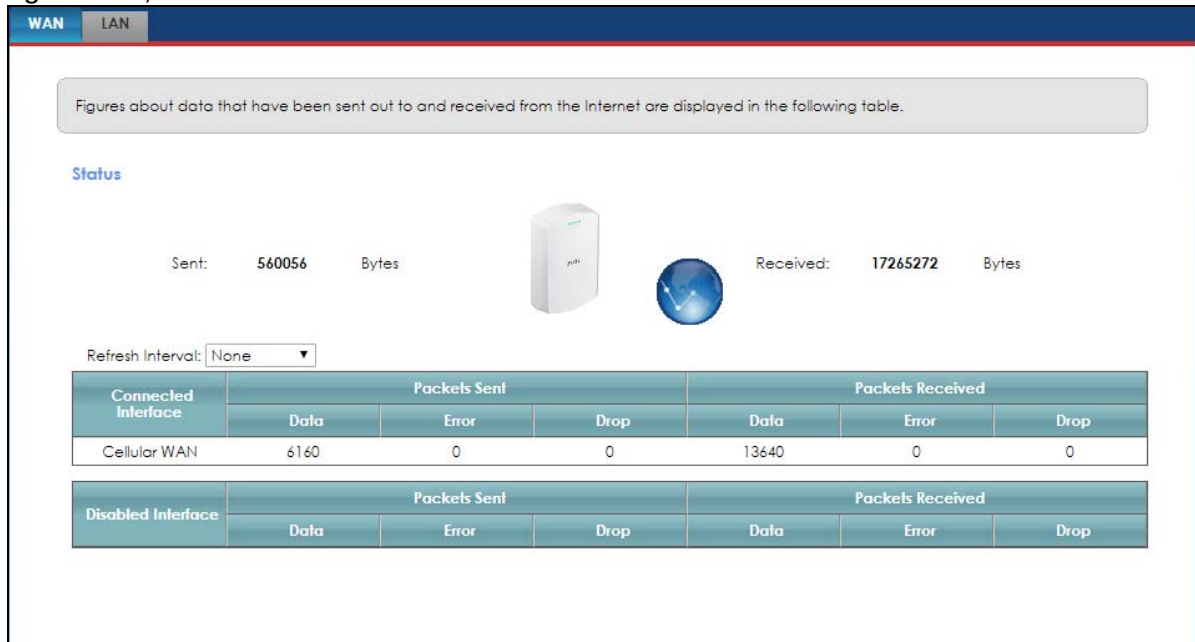 WAN LAN
Figures about data that have been sent out to and received from the Internet are displayed in the following table.
Status
Sent: 560056 Bytes
Received: 17265272 Bytes
Refresh Interval: None
Connected Interface Packets Sent Packets Received
Data Error Drop Data Error Drop
Cellular WAN 6160 0 0 13640 0 0
Disabled Interface Packets Sent Packets Received
Data Error Drop Data Error Drop